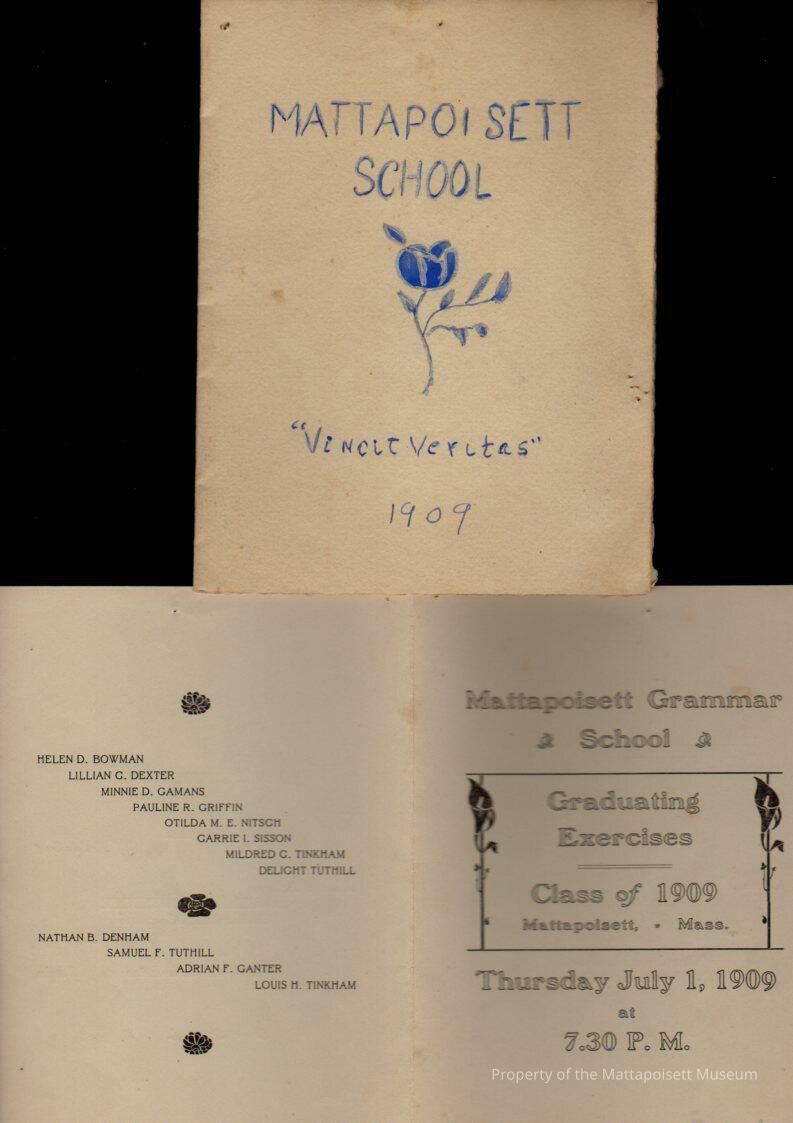 MATTAPOISETT
SCHOOL
"Vincit Veritas"
1909
HELEN D. BOWMAN
LILLIAN G. DEXTER
MINNIE D. GAMANS
PAULINE R. GRIFFIN
OTILDA M. E. NITSCH
CARRIE I. SISSON
MILDRED C. TINKHAM
DELIGHT TUTHILL
NATHAN B. DENHAM
SAMUEL F. TUTHILL
ADRIAN F. GANTER
LOUIS H. TINKHAM
Mattapoisett Grammar
School
Graduating
Exercises
Class of 1909
Mattapoisett, - Mass.
Thursday July 1, 1909
at
7.30 P. M.
Property of the Mattapoisett Museum